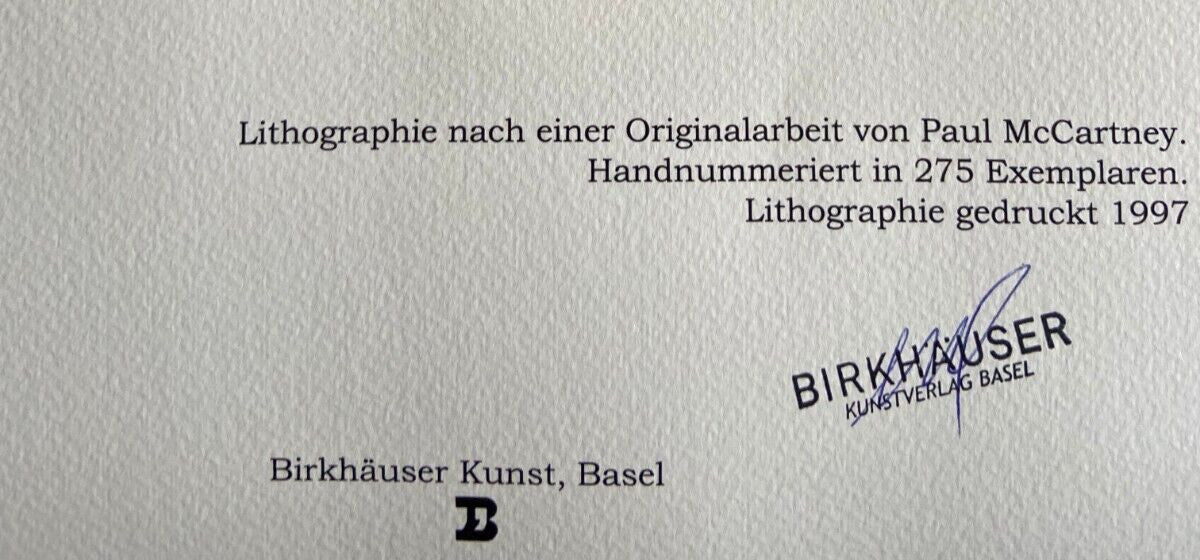 Lithographie nach einer Originalarbeit von Paul McCartney.
Handnummeriert in 275 Exemplaren.
Lithographie gedruckt 1997
BIRKHÄUSER
KUNSTVERLAG BASEL
Birkhäuser Kunst, Basel
B